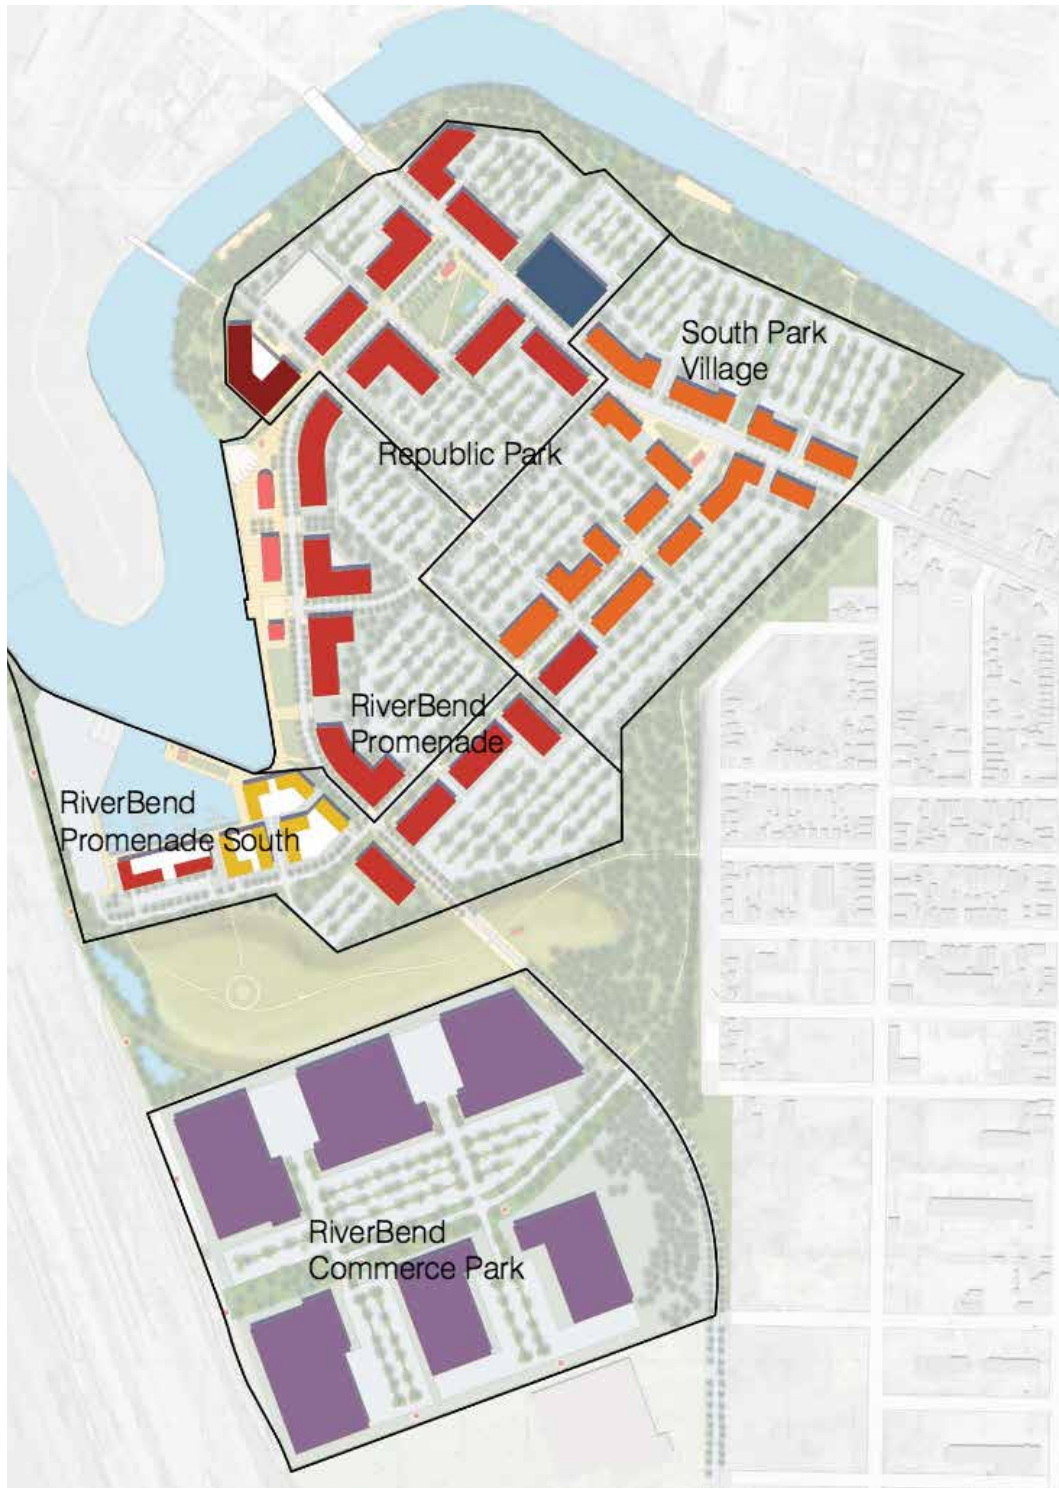 South Park
Village
Republic Park
RiverBend
Promenade
RiverBend
Promenade South
RiverBend
Commerce Park